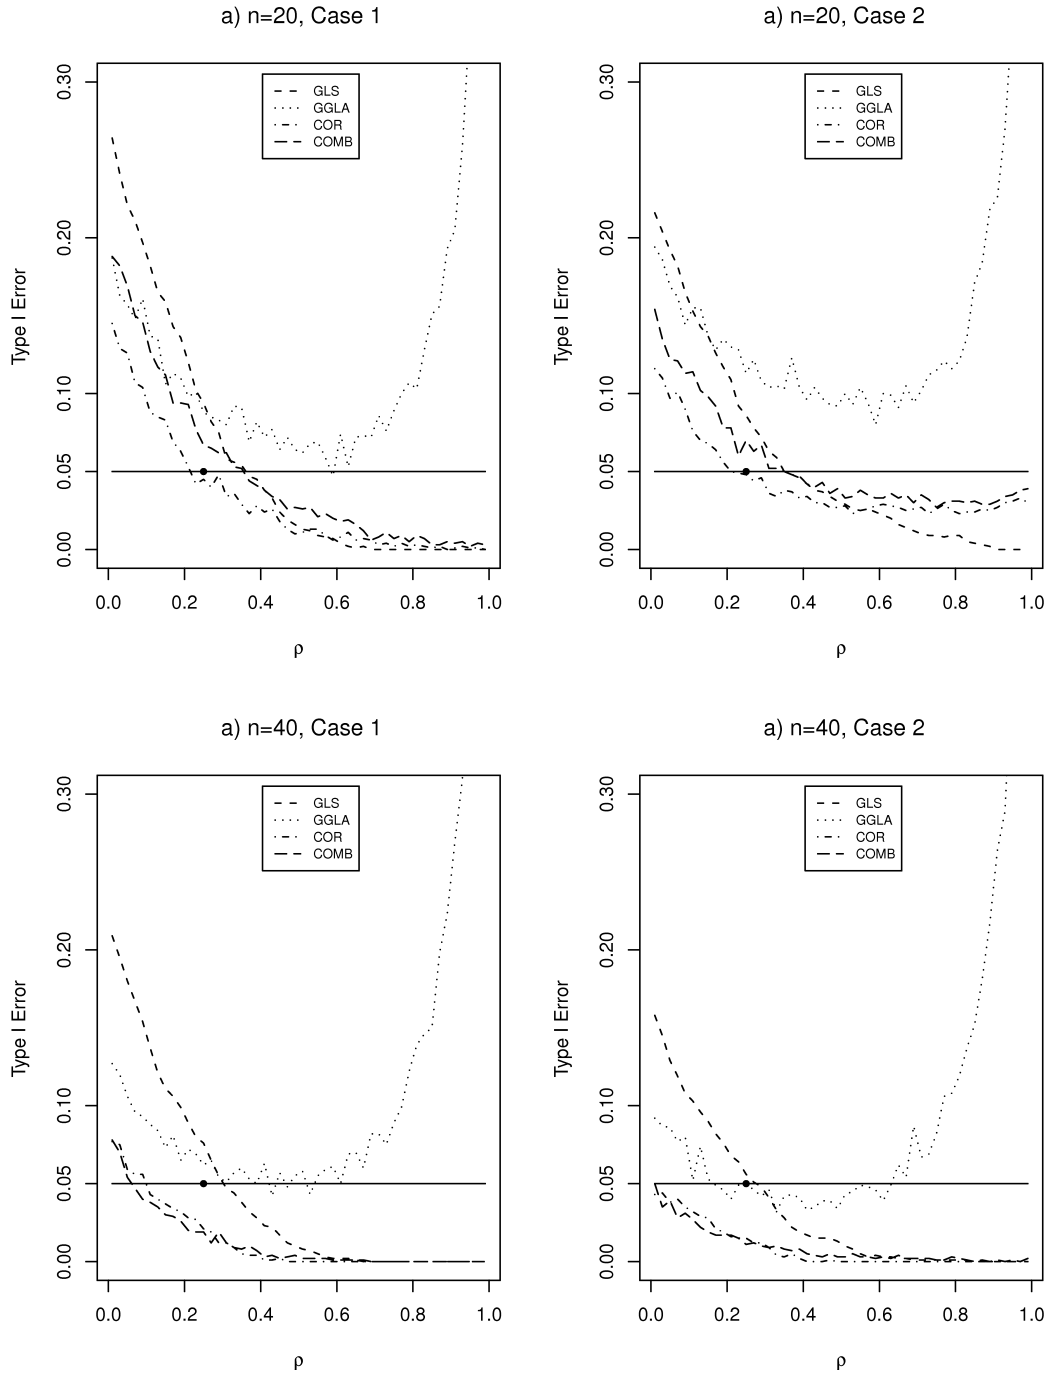 a) n=20, Case 1
Type I Error
0.00 0.05 0.10 0.20 0.30
GLS
GGLA
COR
COMB
0.0 0.2 0.4 0.6 0.8 1.0
ρ
a) n=20, Case 2
Type I Error
0.00 0.05 0.10 0.20 0.30
GLS
GGLA
COR
COMB
0.0 0.2 0.4 0.6 0.8 1.0
ρ
a) n=40, Case 1
Type I Error
0.00 0.05 0.10 0.20 0.30
GLS
GGLA
COR
COMB
0.0 0.2 0.4 0.6 0.8 1.0
ρ
a) n=40, Case 2
Type I Error
0.00 0.05 0.10 0.20 0.30
GLS
GGLA
COR
COMB
0.0 0.2 0.4 0.6 0.8 1.0
ρ